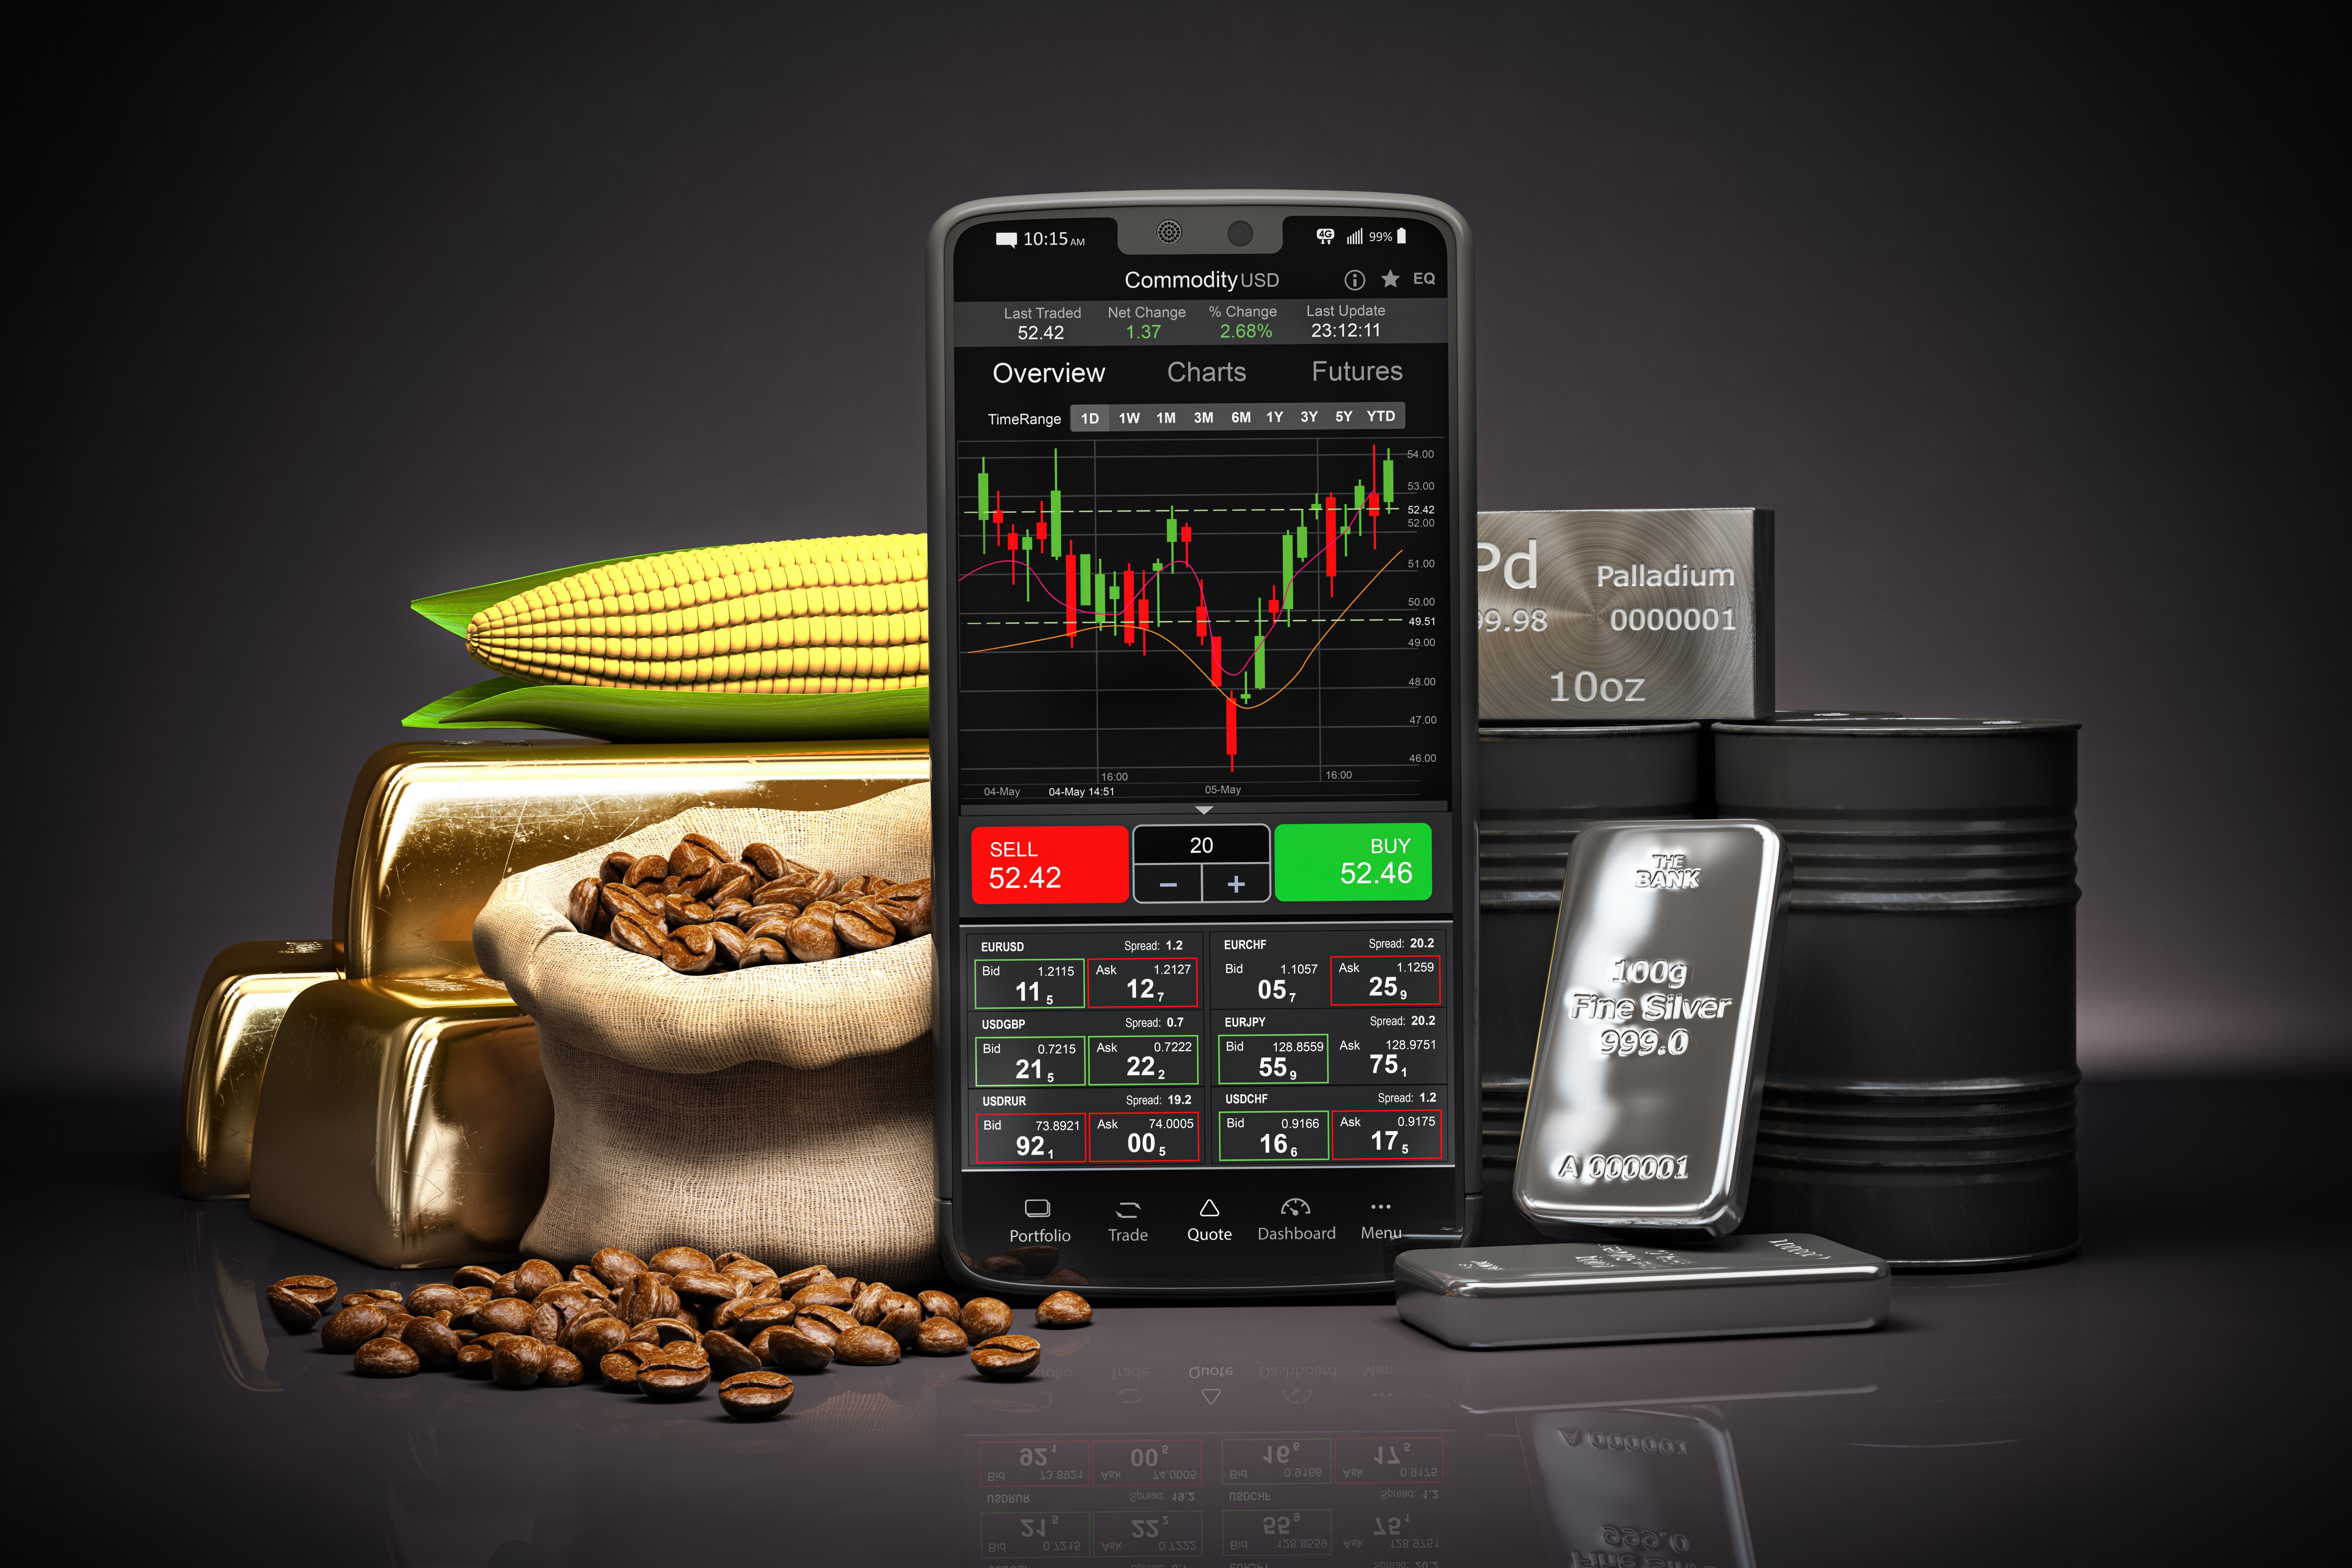 10:15 AM
4G 99%
Commodity USD
EQ
Last Traded Net Change % Change Last Update
52.42 1.37 2.68% 23:12:11
Overview Charts Futures
TimeRange 1D 1W 1M 3M 6M 1Y 3Y 5Y YTD
54.00
53.00
52.42
52.00
51.00
50.00
49.51
49.00
48.00
47.00
46.00
16:00 16:00
04-May 04-May 14:51 05-May
SELL
52.42
20
− +
BUY
52.46
EURUSD Spread: 1.2
Bid 1.2115 Ask 1.2127
11 5 12 7
EURCHF Spread: 20.2
Bid 1.1057 Ask 1.1259
05 7 25 9
USDGBP Spread: 0.7
Bid 0.7215 Ask 0.7222
21 5 22 2
EURJPY Spread: 20.2
Bid 128.8559 Ask 128.9751
55 9 75 1
USDRUR Spread: 19.2
Bid 73.8921 Ask 74.0005
92 1 00 5
USDCHF Spread: 1.2
Bid 0.9166 Ask 0.9175
16 6 17 5
Portfolio Trade Quote Dashboard Menu
Pd Palladium
99.98 0000001
10oz
THE
BANK
100g
Fine Silver
999.0
A 000001